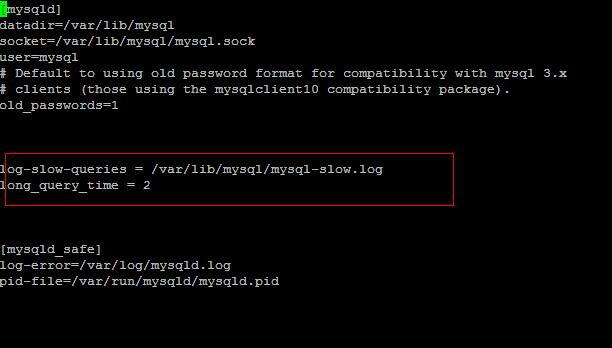 [mysqld]
datadir=/var/lib/mysql
socket=/var/lib/mysql/mysql.sock
user=mysql
# Default to using old password format for compatibility with mysql 3.x
# clients (those using the mysqlclient10 compatibility package).
old_passwords=1
log-slow-queries = /var/lib/mysql/mysql-slow.log
long_query_time = 2
[mysqld_safe]
log-error=/var/log/mysqld.log
pid-file=/var/run/mysqld/mysqld.pid